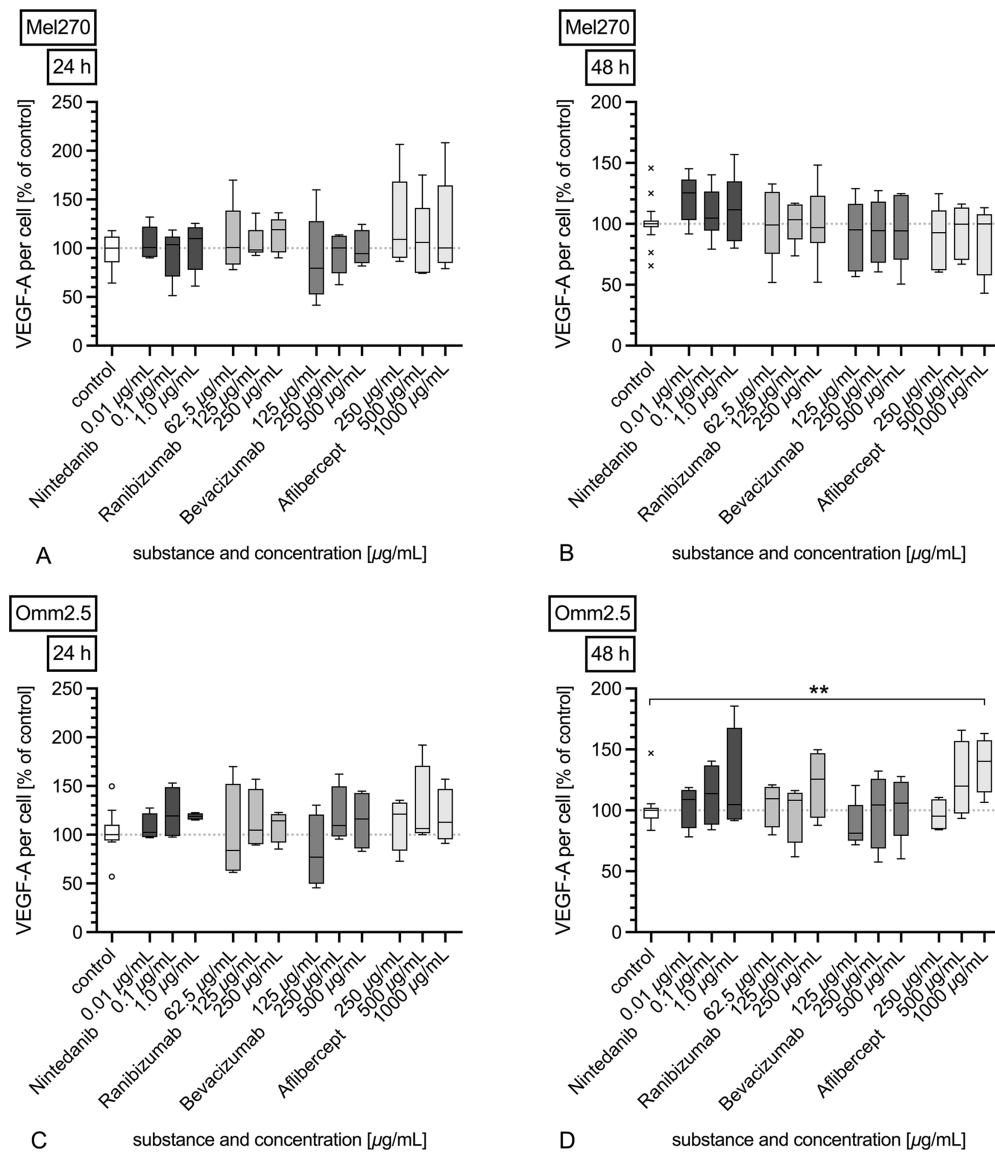 Mel270
24 h
VEGF-A per cell [% of control]
250
200
150
100
50
0
control
0.01 µg/mL
0.1 µg/mL
1.0 µg/mL
62.5 µg/mL
125 µg/mL
250 µg/mL
125 µg/mL
250 µg/mL
500 µg/mL
250 µg/mL
500 µg/mL
1000 µg/mL
Nintedanib
Ranibizumab
Bevacizumab
Aflibercept
A
substance and concentration [µg/mL]
Mel270
48 h
VEGF-A per cell [% of control]
200
150
100
50
0
control
0.01 µg/mL
0.1 µg/mL
1.0 µg/mL
62.5 µg/mL
125 µg/mL
250 µg/mL
125 µg/mL
250 µg/mL
500 µg/mL
250 µg/mL
500 µg/mL
1000 µg/mL
Nintedanib
Ranibizumab
Bevacizumab
Aflibercept
B
substance and concentration [µg/mL]
Omm2.5
24 h
VEGF-A per cell [% of control]
250
200
150
100
50
0
control
0.01 µg/mL
0.1 µg/mL
1.0 µg/mL
62.5 µg/mL
125 µg/mL
250 µg/mL
125 µg/mL
250 µg/mL
500 µg/mL
250 µg/mL
500 µg/mL
1000 µg/mL
Nintedanib
Ranibizumab
Bevacizumab
Aflibercept
C
substance and concentration [µg/mL]
Omm2.5
48 h
VEGF-A per cell [% of control]
200
150
100
50
0
**
control
0.01 µg/mL
0.1 µg/mL
1.0 µg/mL
62.5 µg/mL
125 µg/mL
250 µg/mL
125 µg/mL
250 µg/mL
500 µg/mL
250 µg/mL
500 µg/mL
1000 µg/mL
Nintedanib
Ranibizumab
Bevacizumab
Aflibercept
D
substance and concentration [µg/mL]